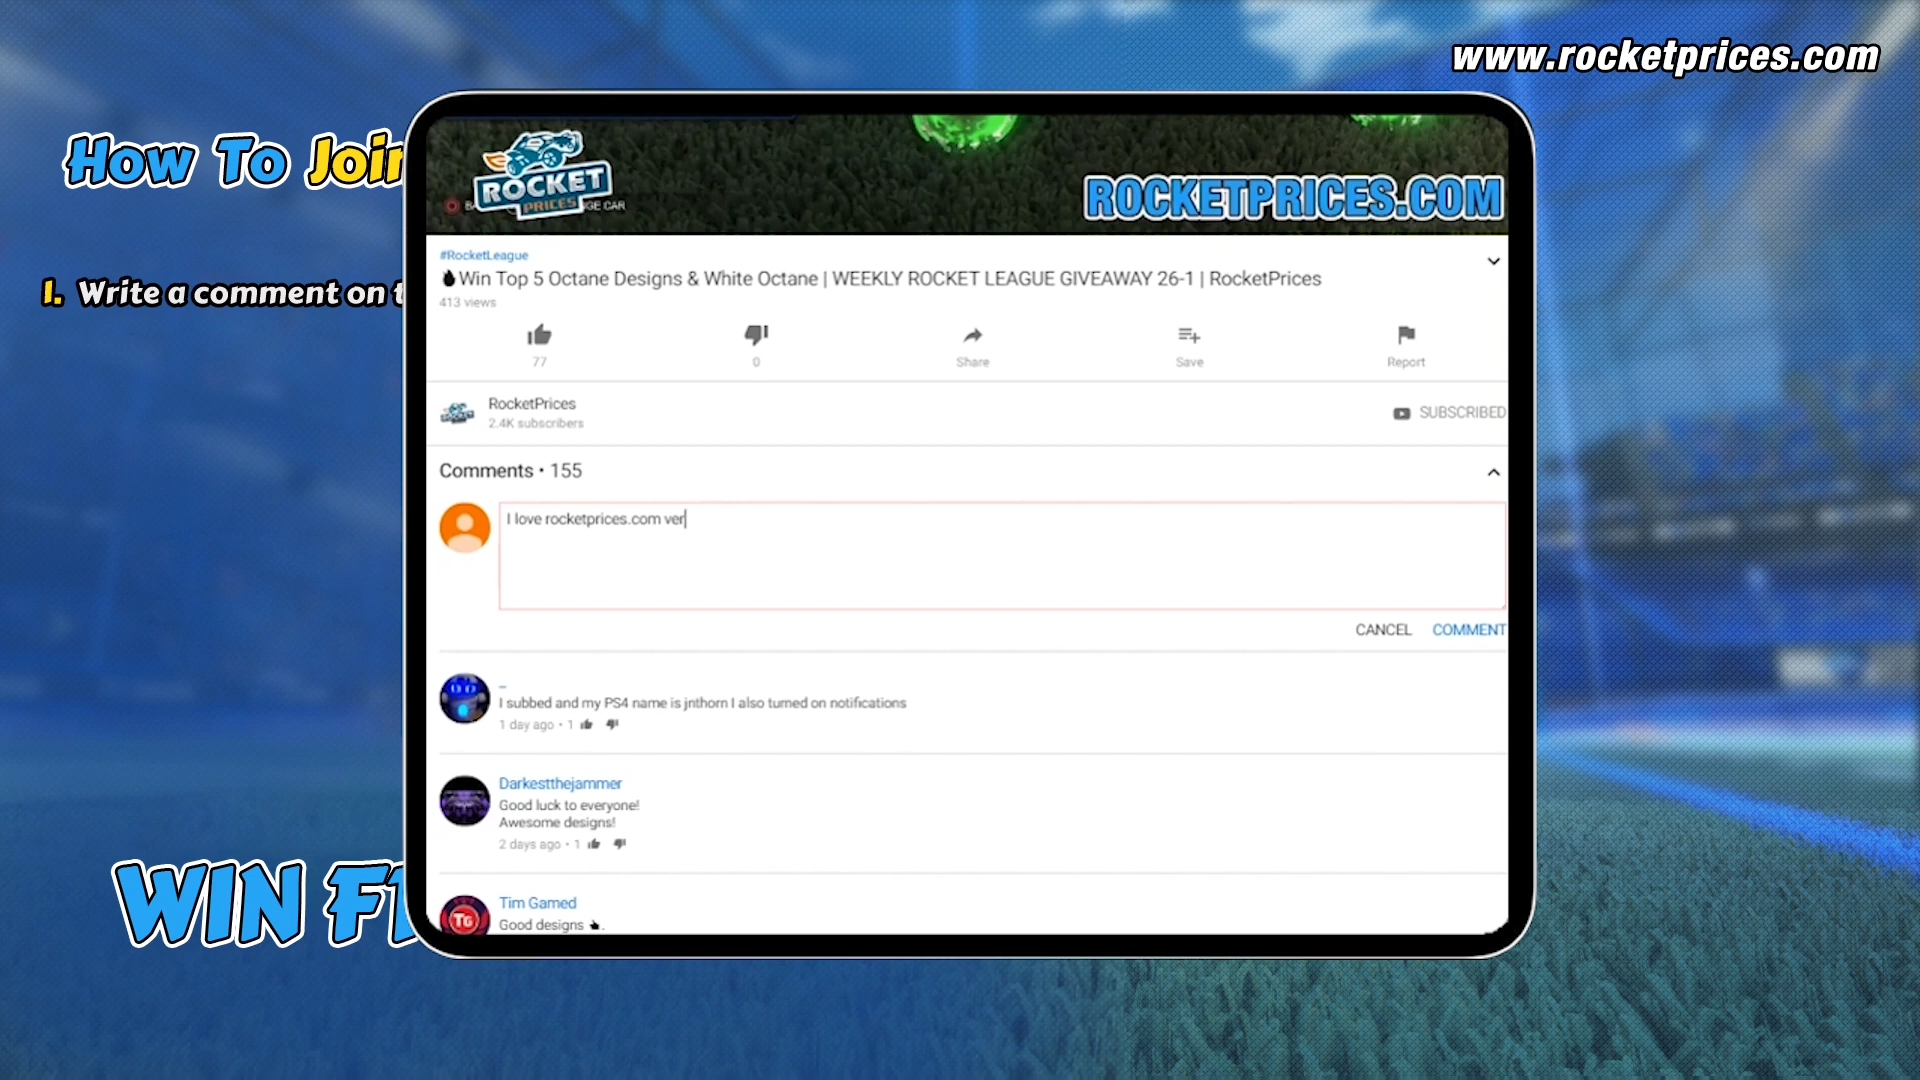 www.rocketprices.com
How To Join
1. Write a comment on t
ROCKET
PRICES
GE CAR
ROCKETPRICES.COM
#RocketLeague
Win Top 5 Octane Designs & White Octane | WEEKLY ROCKET LEAGUE GIVEAWAY 26-1 | RocketPrices
413 views
77
0
Share
Save
Report
RocketPrices
2.4K subscribers
SUBSCRIBED
Comments • 155
I love rocketprices.com ver
CANCEL
COMMENT
_
I subbed and my PS4 name is jnthorn I also turned on notifications
1 day ago • 1
Darkestthejammer
Good luck to everyone!
Awesome designs!
2 days ago • 1
TG
Tim Gamed
Good designs .
WIN F